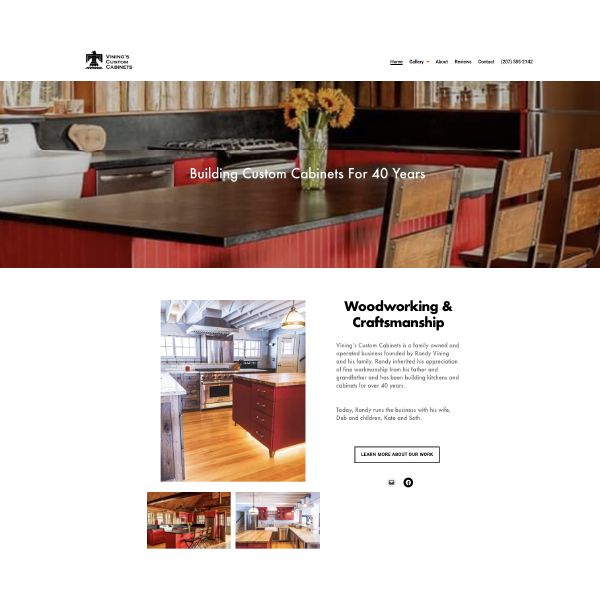 VINING'S
CUSTOM
CABINETS
Home Gallery About Reviews Contact (207) 595-2142
Building Custom Cabinets For 40 Years
Woodworking &
Craftsmanship
Vining's Custom Cabinets is a family owned and
operated business founded by Randy Vining
and his family. Randy inherited his appreciation
of fine workmanship from his father and
grandfather and has been building kitchens and
cabinets for over 40 years.
Today, Randy runs the business with his wife,
Deb and children, Kate and Seth.
LEARN MORE ABOUT OUR WORK